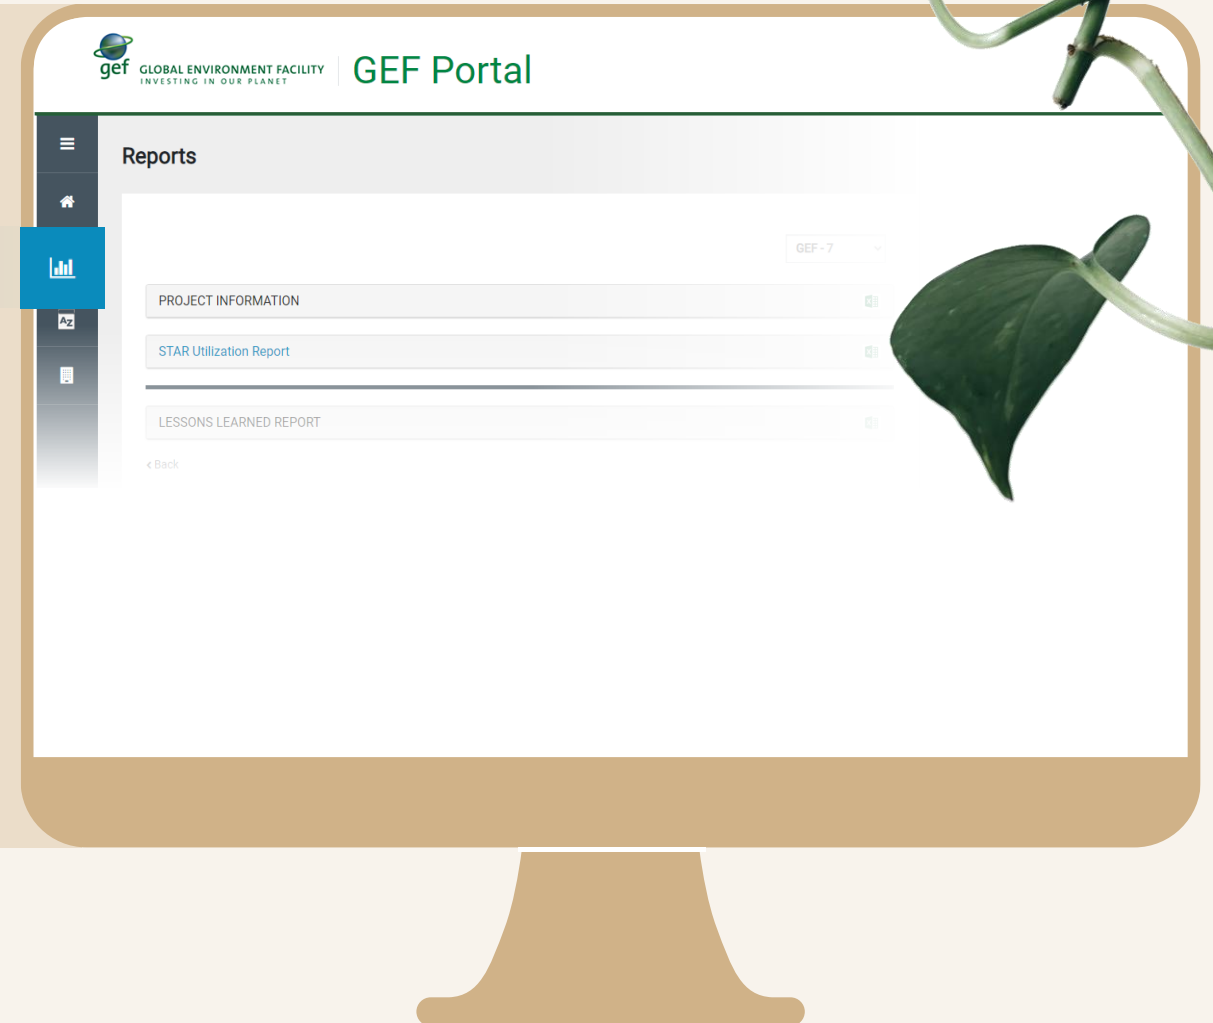 gef
GLOBAL ENVIRONMENT FACILITY
INVESTING IN OUR PLANET
GEF Portal
Reports
GEF - 7
PROJECT INFORMATION
AZ
STAR Utilization Report
LESSONS LEARNED REPORT
Back